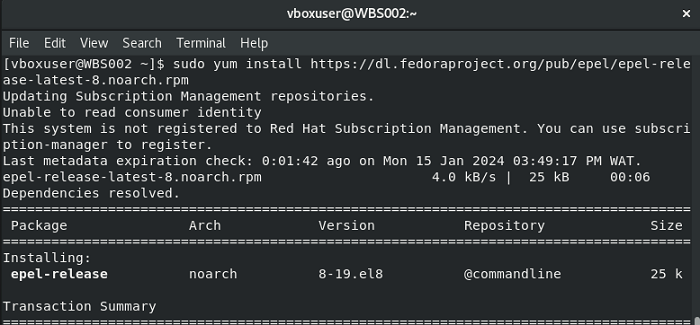 vboxuser@WBS002:~
File Edit View Search Terminal Help
[vboxuser@WBS002 ~]$ sudo yum install https://dl.fedoraproject.org/pub/epel/epel-rele
ase-latest-8.noarch.rpm
Updating Subscription Management repositories.
Unable to read consumer identity
This system is not registered to Red Hat Subscription Management. You can use subscri
ption-manager to register.
Last metadata expiration check: 0:01:42 ago on Mon 15 Jan 2024 03:49:17 PM WAT.
epel-release-latest-8.noarch.rpm 4.0 kB/s | 25 kB 00:06
Dependencies resolved.
=====================================================================================
Package Arch Version Repository Size
=====================================================================================
Installing:
epel-release noarch 8-19.el8 @commandline 25 k
Transaction Summary
=====================================================================================